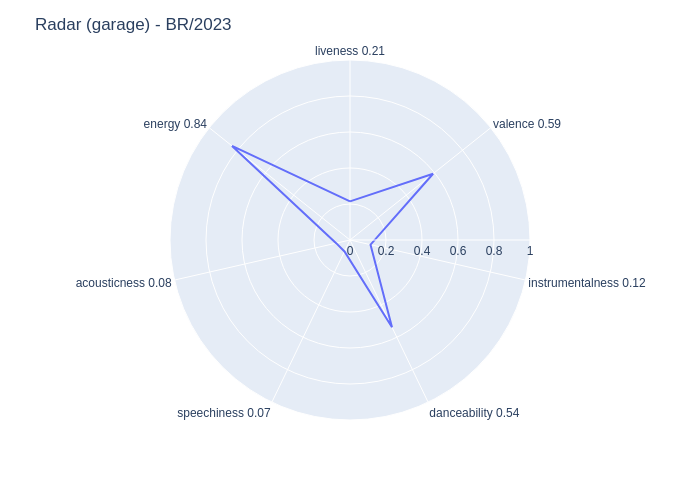 Radar (garage) - BR/2023
liveness 0.21
energy 0.84
valence 0.59
0 0.2 0.4 0.6 0.8 1
acousticness 0.08
instrumentalness 0.12
speechiness 0.07
danceability 0.54